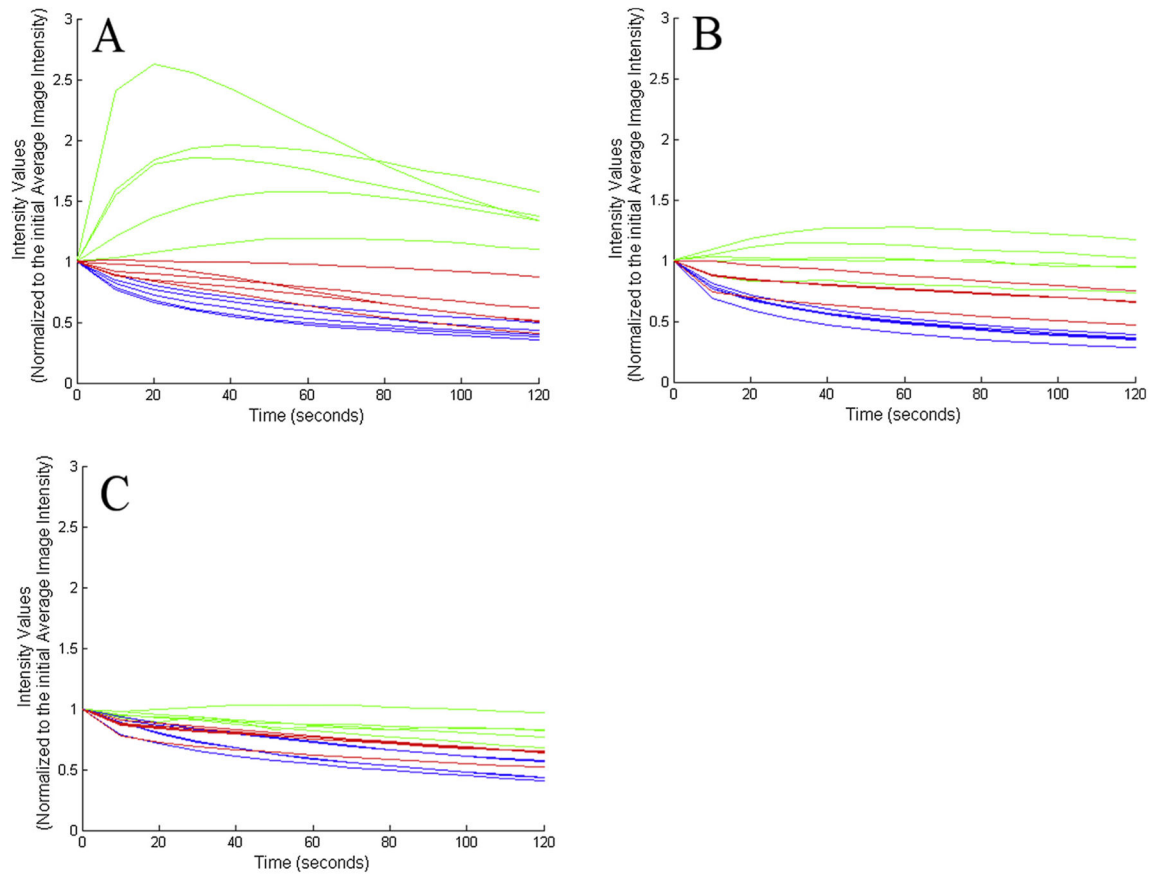 A
Intensity Values
(Normalized to the initial Average Image Intensity)
3
2.5
2
1.5
1
0.5
0
0 20 40 60 80 100 120
Time (seconds)
B
Intensity Values
(Normalized to the initial Average Image Intensity)
3
2.5
2
1.5
1
0.5
0
0 20 40 60 80 100 120
Time (seconds)
C
Intensity Values
(Normalized to the initial Average Image Intensity)
3
2.5
2
1.5
1
0.5
0
0 20 40 60 80 100 120
Time (seconds)